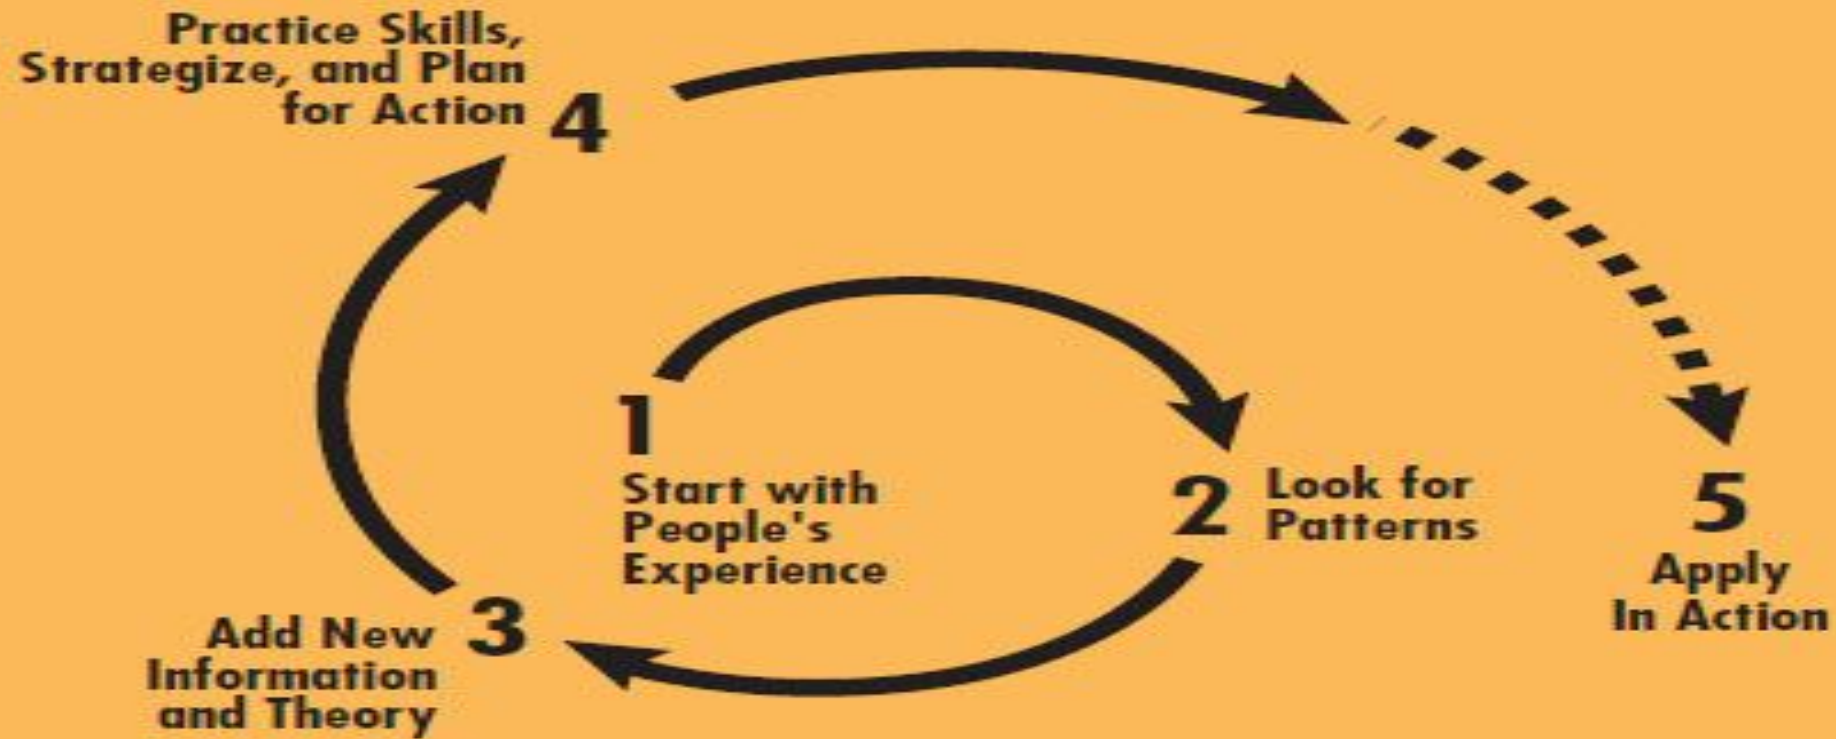 Practice Skills,
Strategize, and Plan
for Action
4
1
Start with
People's
Experience
2
Look for
Patterns
5
Apply
In Action
3
Add New
Information
and Theory